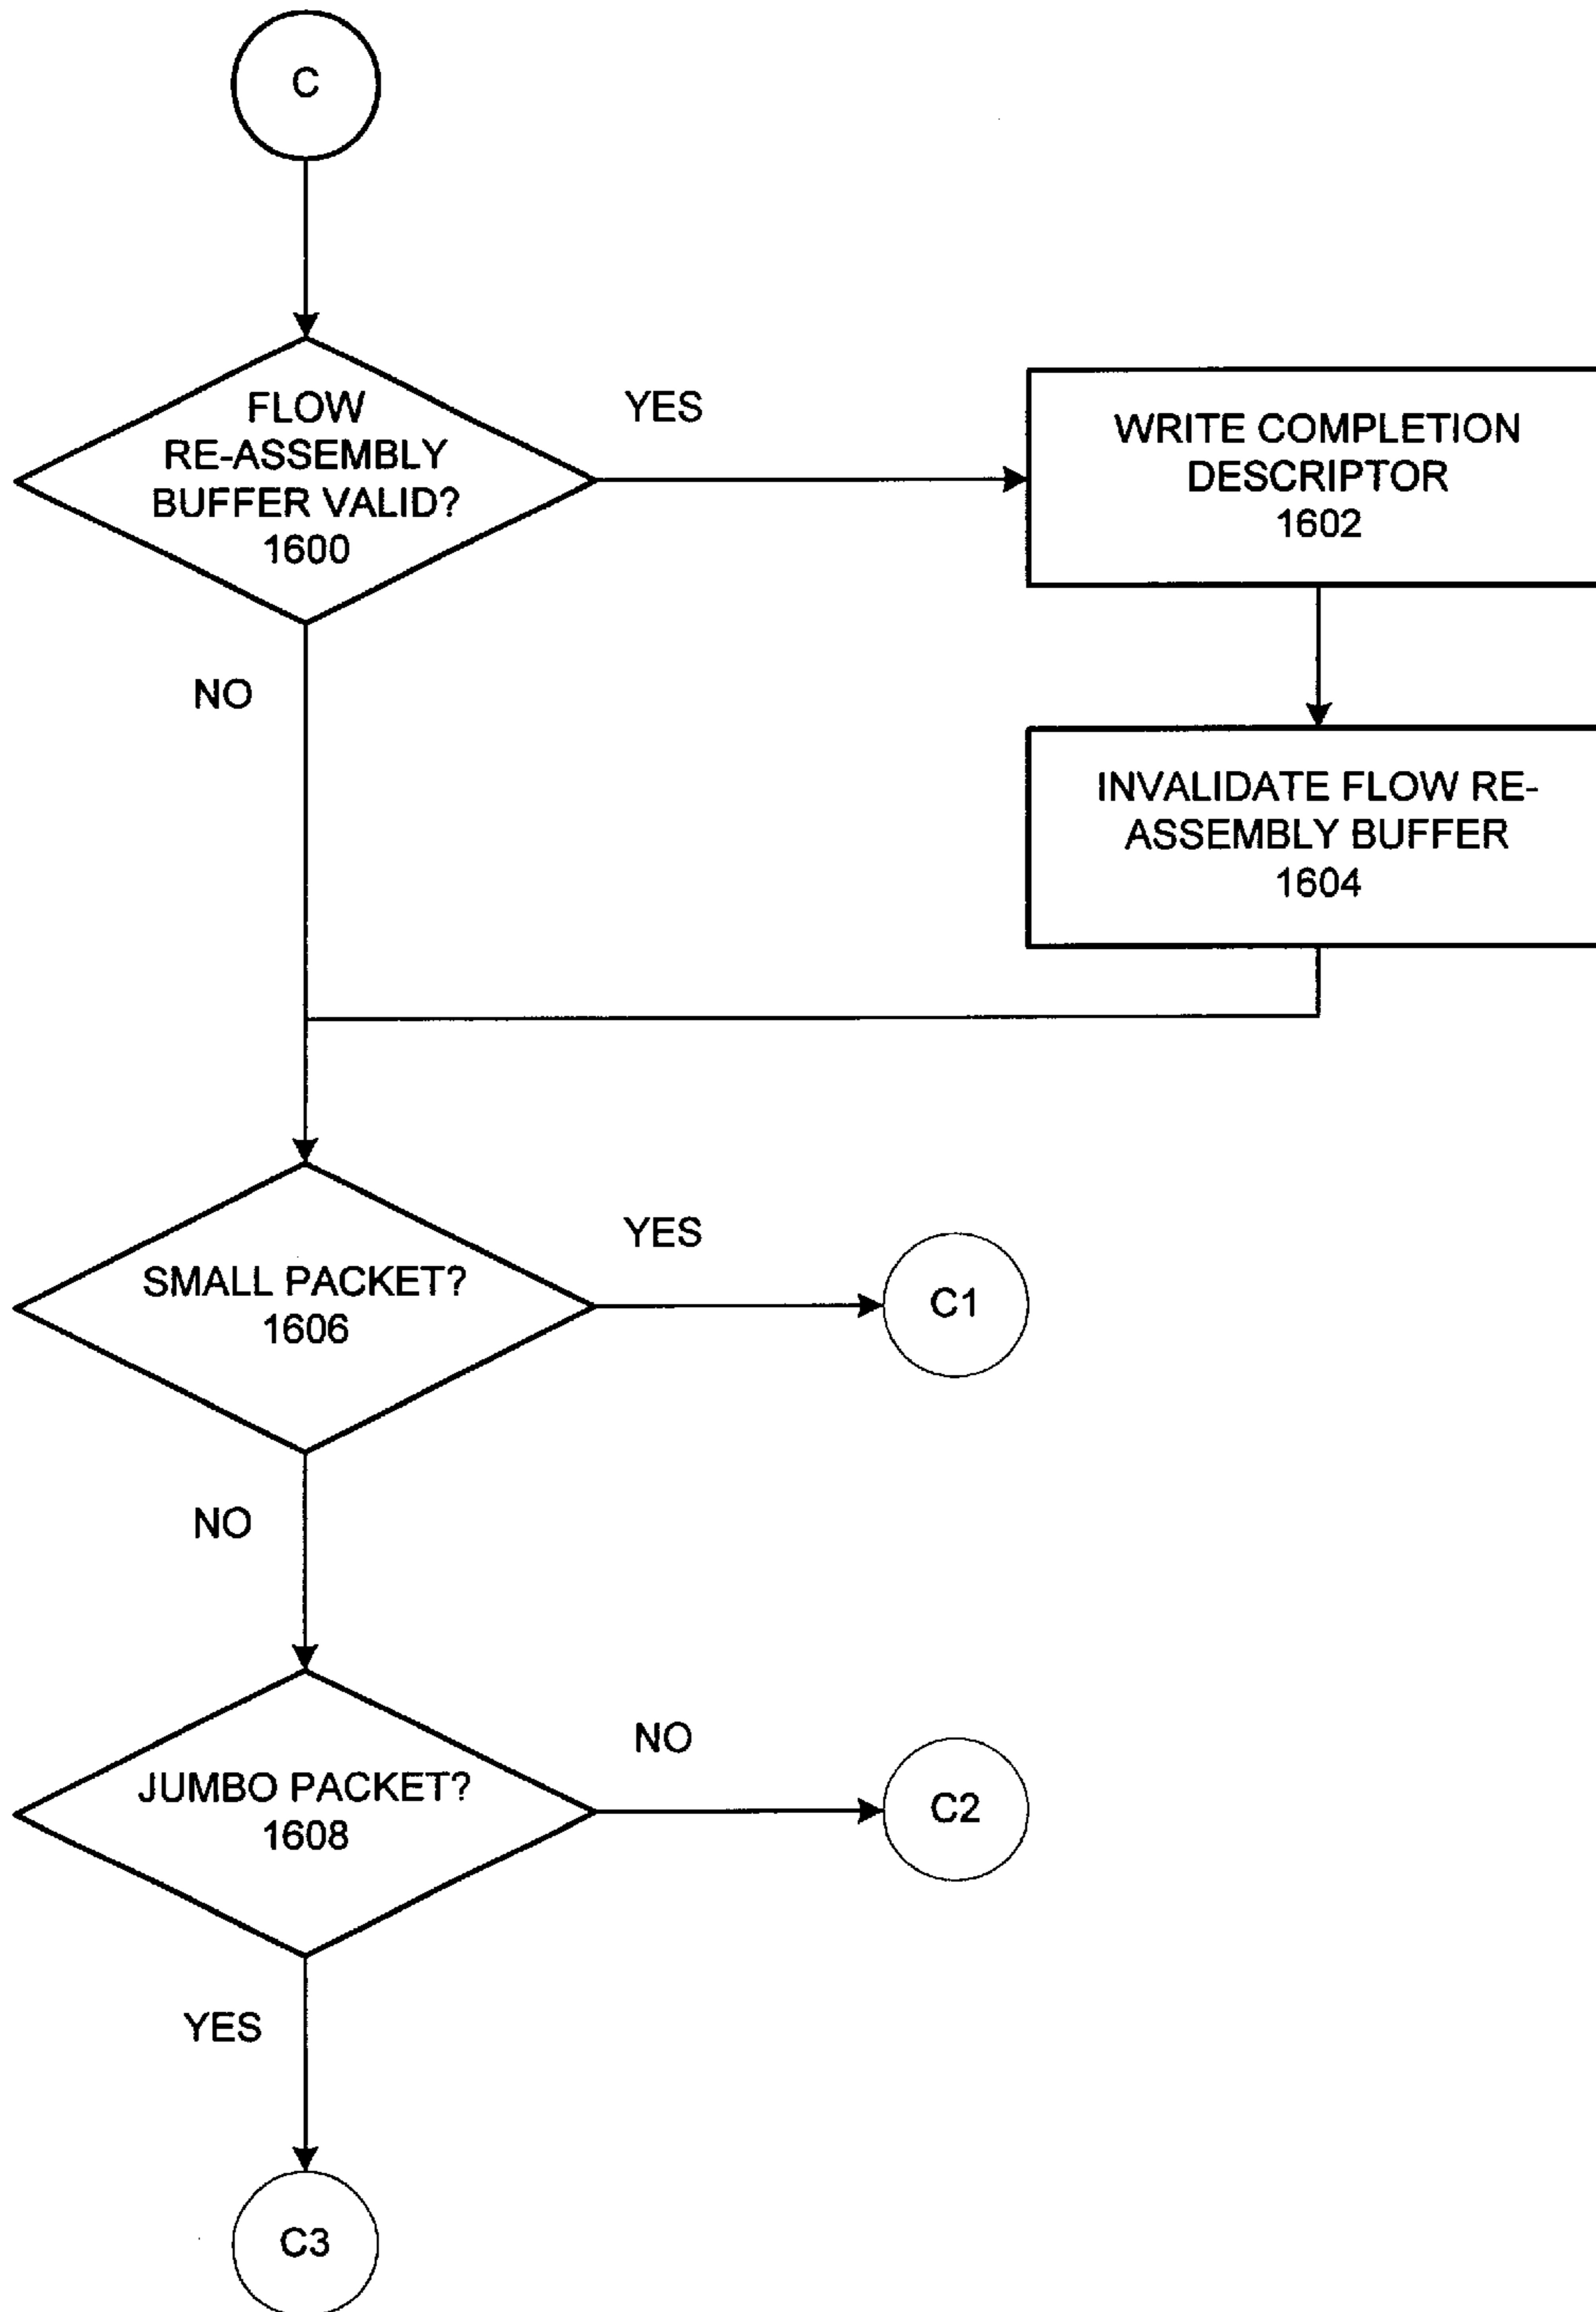 C
FLOW
RE-ASSEMBLY
BUFFER VALID?
1600
YES
WRITE COMPLETION
DESCRIPTOR
1602
NO
INVALIDATE FLOW RE-
ASSEMBLY BUFFER
1604
SMALL PACKET?
1606
YES
C1
NO
JUMBO PACKET?
1608
NO
C2
YES
C3